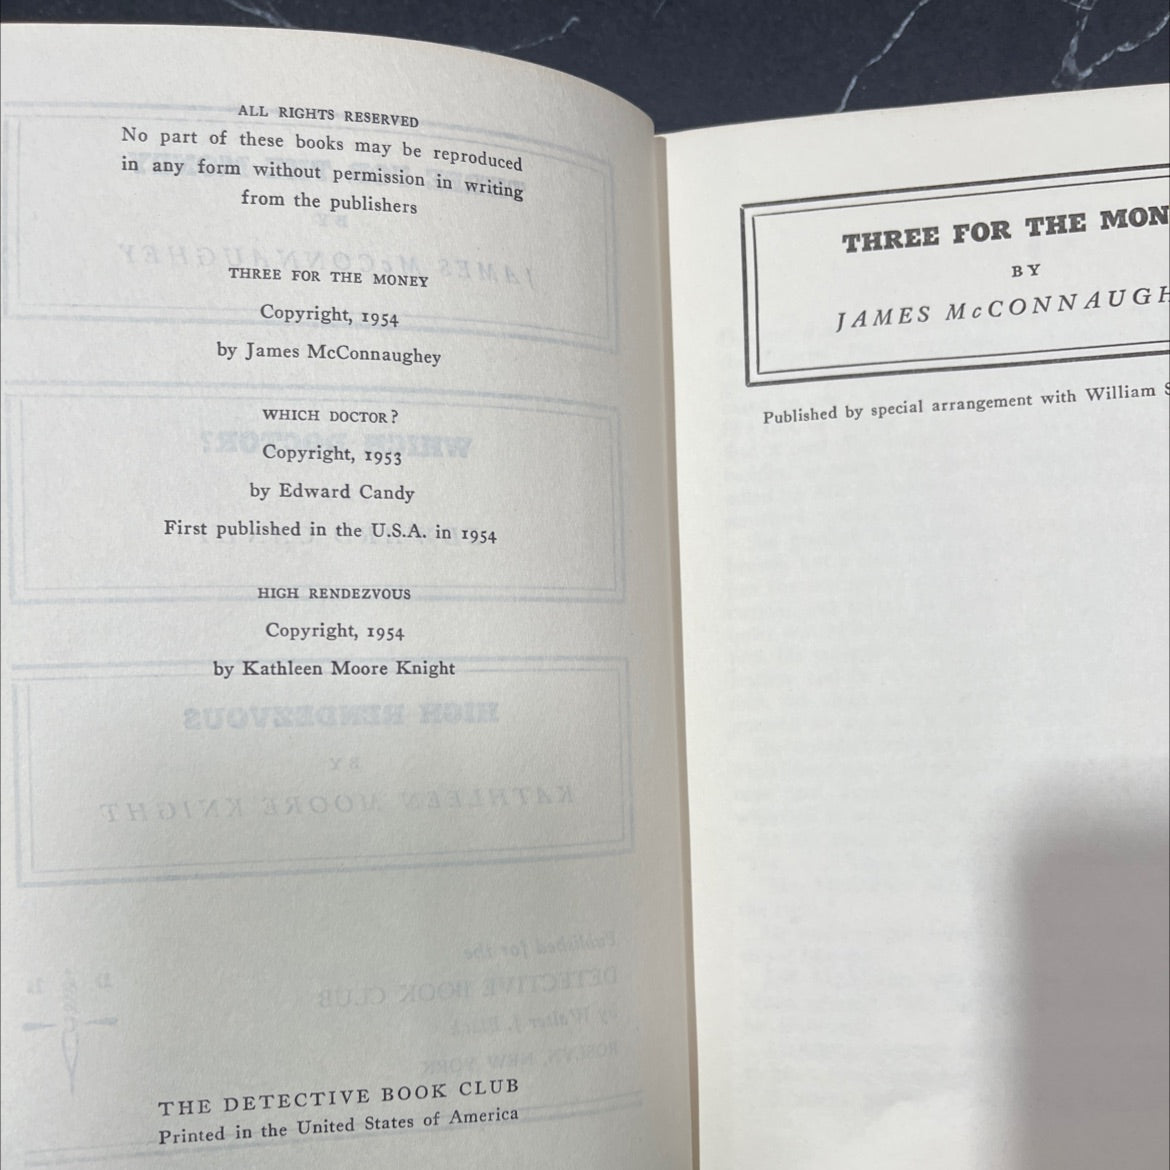 ALL RIGHTS RESERVED
No part of these books may be reproduced
in any form without permission in writing
from the publishers
THREE FOR THE MONEY
Copyright, 1954
by James McConnaughey
WHICH DOCTOR?
Copyright, 1953
by Edward Candy
First published in the U.S.A. in 1954
HIGH RENDEZVOUS
Copyright, 1954
by Kathleen Moore Knight
THE DETECTIVE BOOK CLUB
Printed in the United States of America
THREE FOR THE MON
BY
JAMES McCONNAUGH
Published by special arrangement with William S